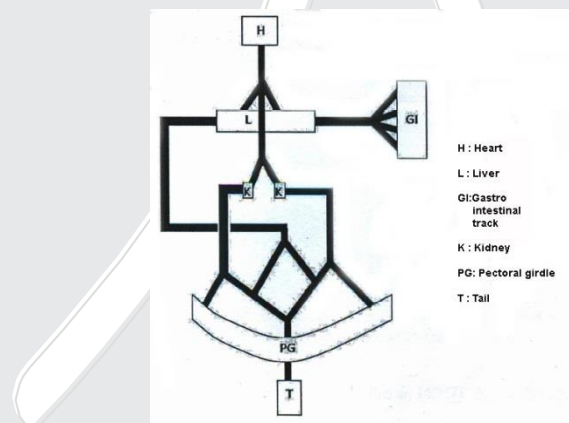 H
L
GI
H : Heart
L : Liver
GI:Gastro
intestinal
track
K K
K : Kidney
PG: Pectoral girdle
T : Tail
PG
T